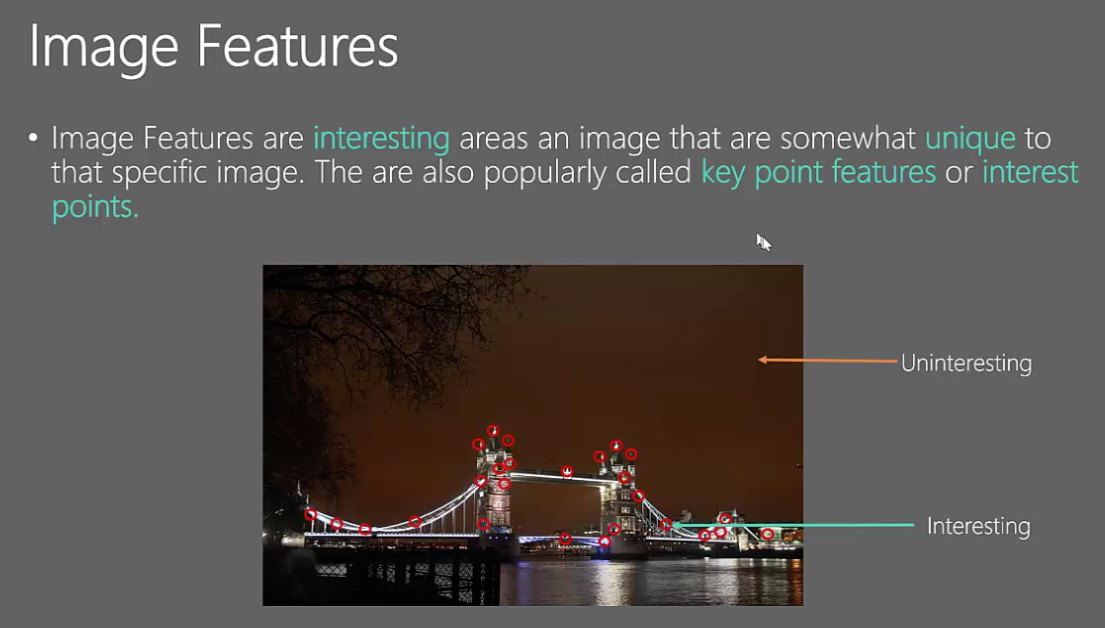 Image Features
• Image Features are interesting areas an image that are somewhat unique to
that specific image. The are also popularly called key point features or interest
points.
Uninteresting
Interesting